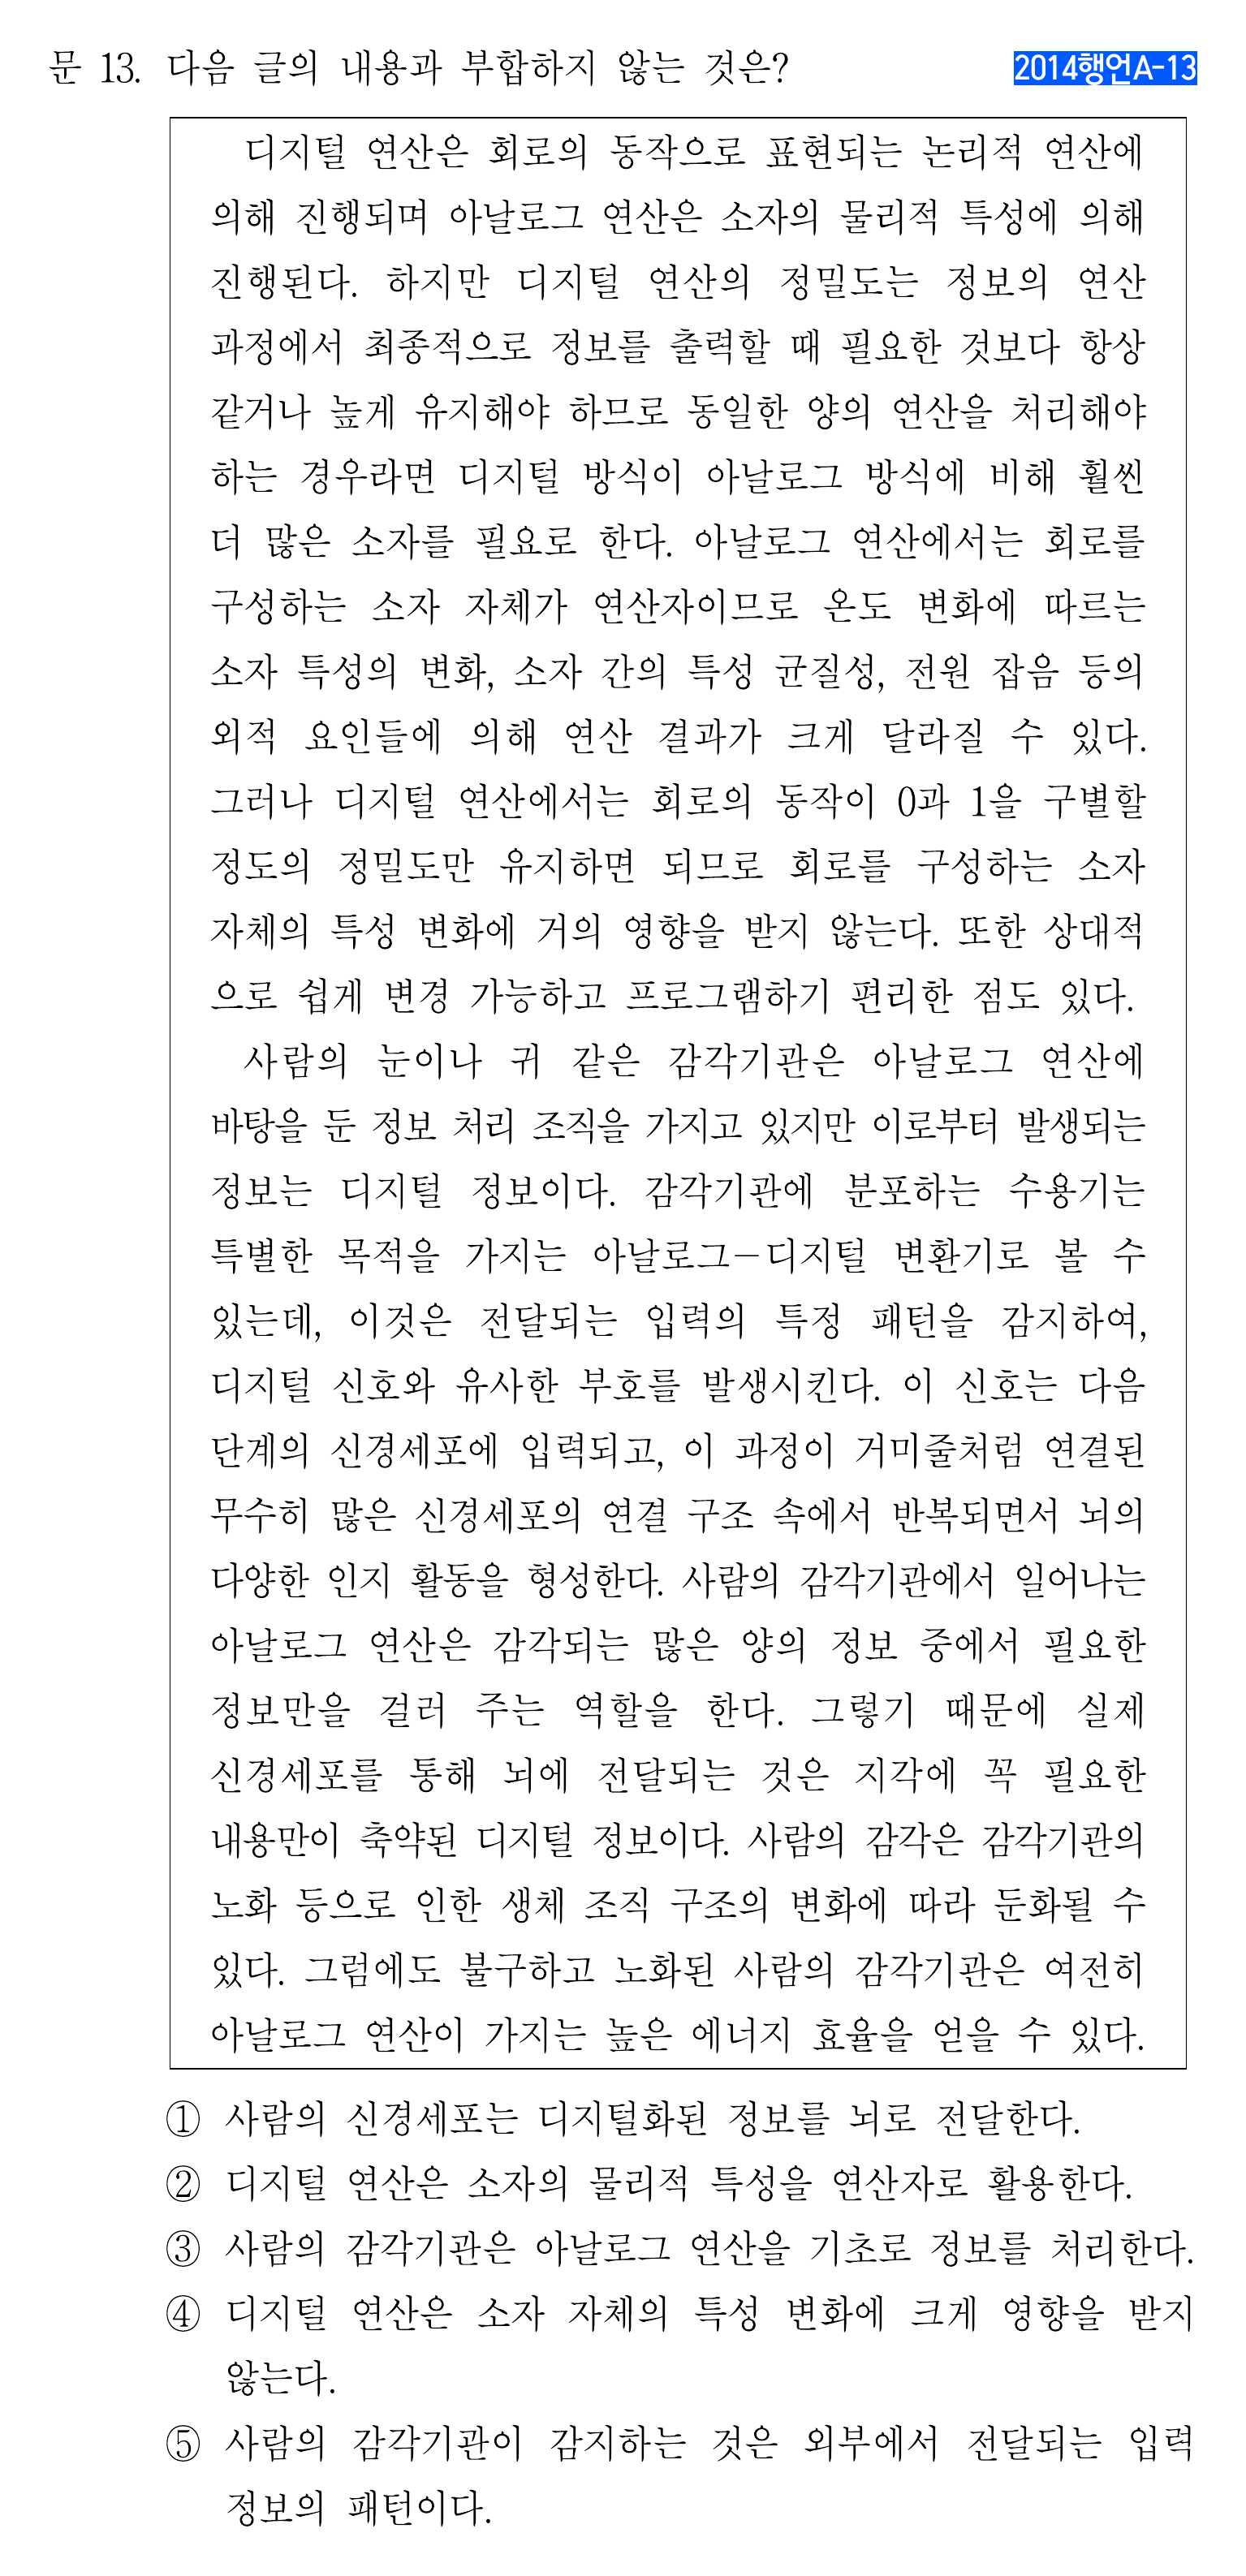 문 13. 다음 글의 내용과 부합하지 않는 것은?
2014행언A-13
디지털 연산은 회로의 동작으로 표현되는 논리적 연산에
의해 진행되며 아날로그 연산은 소자의 물리적 특성에 의해
진행된다. 하지만 디지털 연산의 정밀도는 정보의 연산
과정에서 최종적으로 정보를 출력할 때 필요한 것보다 항상
같거나 높게 유지해야 하므로 동일한 양의 연산을 처리해야
하는 경우라면 디지털 방식이 아날로그 방식에 비해 훨씬
더 많은 소자를 필요로 한다. 아날로그 연산에서는 회로를
구성하는 소자 자체가 연산자이므로 온도 변화에 따르는
소자 특성의 변화, 소자 간의 특성 균질성, 전원 잡음 등의
외적 요인들에 의해 연산 결과가 크게 달라질 수 있다.
그러나 디지털 연산에서는 회로의 동작이 0과 1을 구별할
정도의 정밀도만 유지하면 되므로 회로를 구성하는 소자
자체의 특성 변화에 거의 영향을 받지 않는다. 또한 상대적
으로 쉽게 변경 가능하고 프로그램하기 편리한 점도 있다.
사람의 눈이나 귀 같은 감각기관은 아날로그 연산에
바탕을 둔 정보 처리 조직을 가지고 있지만 이로부터 발생되는
정보는 디지털 정보이다. 감각기관에 분포하는 수용기는
특별한 목적을 가지는 아날로그-디지털 변환기로 볼 수
있는데, 이것은 전달되는 입력의 특정 패턴을 감지하여,
디지털 신호와 유사한 부호를 발생시킨다. 이 신호는 다음
단계의 신경세포에 입력되고, 이 과정이 거미줄처럼 연결된
무수히 많은 신경세포의 연결 구조 속에서 반복되면서 뇌의
다양한 인지 활동을 형성한다. 사람의 감각기관에서 일어나는
아날로그 연산은 감각되는 많은 양의 정보 중에서 필요한
정보만을 걸러 주는 역할을 한다. 그렇기 때문에 실제
신경세포를 통해 뇌에 전달되는 것은 지각에 꼭 필요한
내용만이 축약된 디지털 정보이다. 사람의 감각은 감각기관의
노화 등으로 인한 생체 조직 구조의 변화에 따라 둔화될 수
있다. 그럼에도 불구하고 노화된 사람의 감각기관은 여전히
아날로그 연산이 가지는 높은 에너지 효율을 얻을 수 있다.
① 사람의 신경세포는 디지털화된 정보를 뇌로 전달한다.
② 디지털 연산은 소자의 물리적 특성을 연산자로 활용한다.
③ 사람의 감각기관은 아날로그 연산을 기초로 정보를 처리한다.
④ 디지털 연산은 소자 자체의 특성 변화에 크게 영향을 받지
않는다.
⑤ 사람의 감각기관이 감지하는 것은 외부에서 전달되는 입력
정보의 패턴이다.